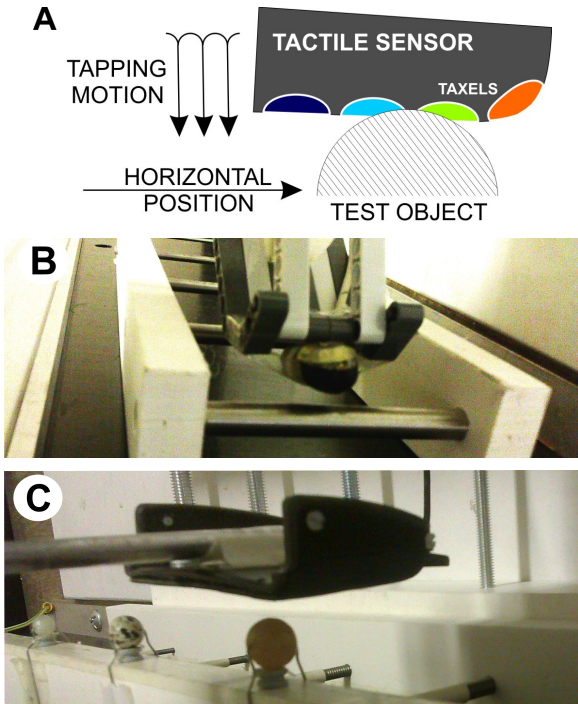 A
TACTILE SENSOR
TAPPING
MOTION
TAXELS
HORIZONTAL
POSITION
TEST OBJECT
B
C